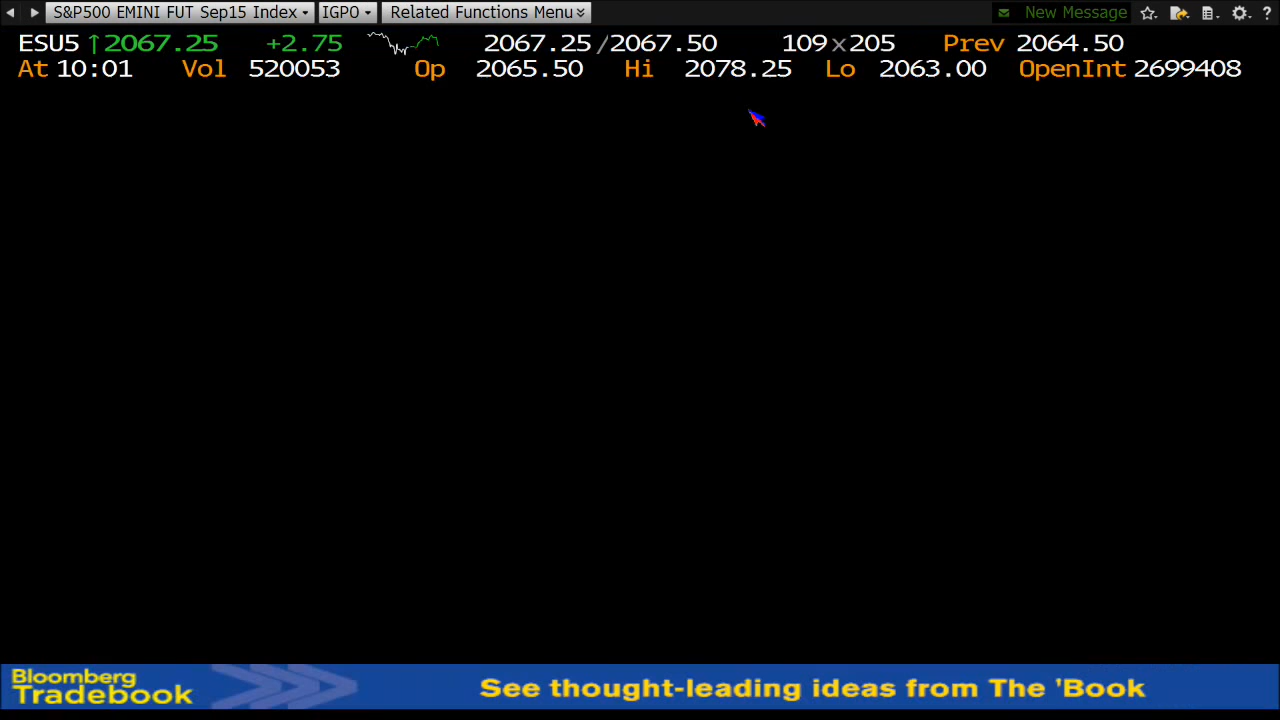 S&P500 EMINI FUT Sep15 Index IGPO Related Functions Menu New Message ?
ESU5 ↑2067.25 +2.75 2067.25/2067.50 109x205 Prev 2064.50
At 10:01 Vol 520053 Op 2065.50 Hi 2078.25 Lo 2063.00 OpenInt 2699408
Bloomberg
Tradebook
See thought-leading ideas from The 'Book